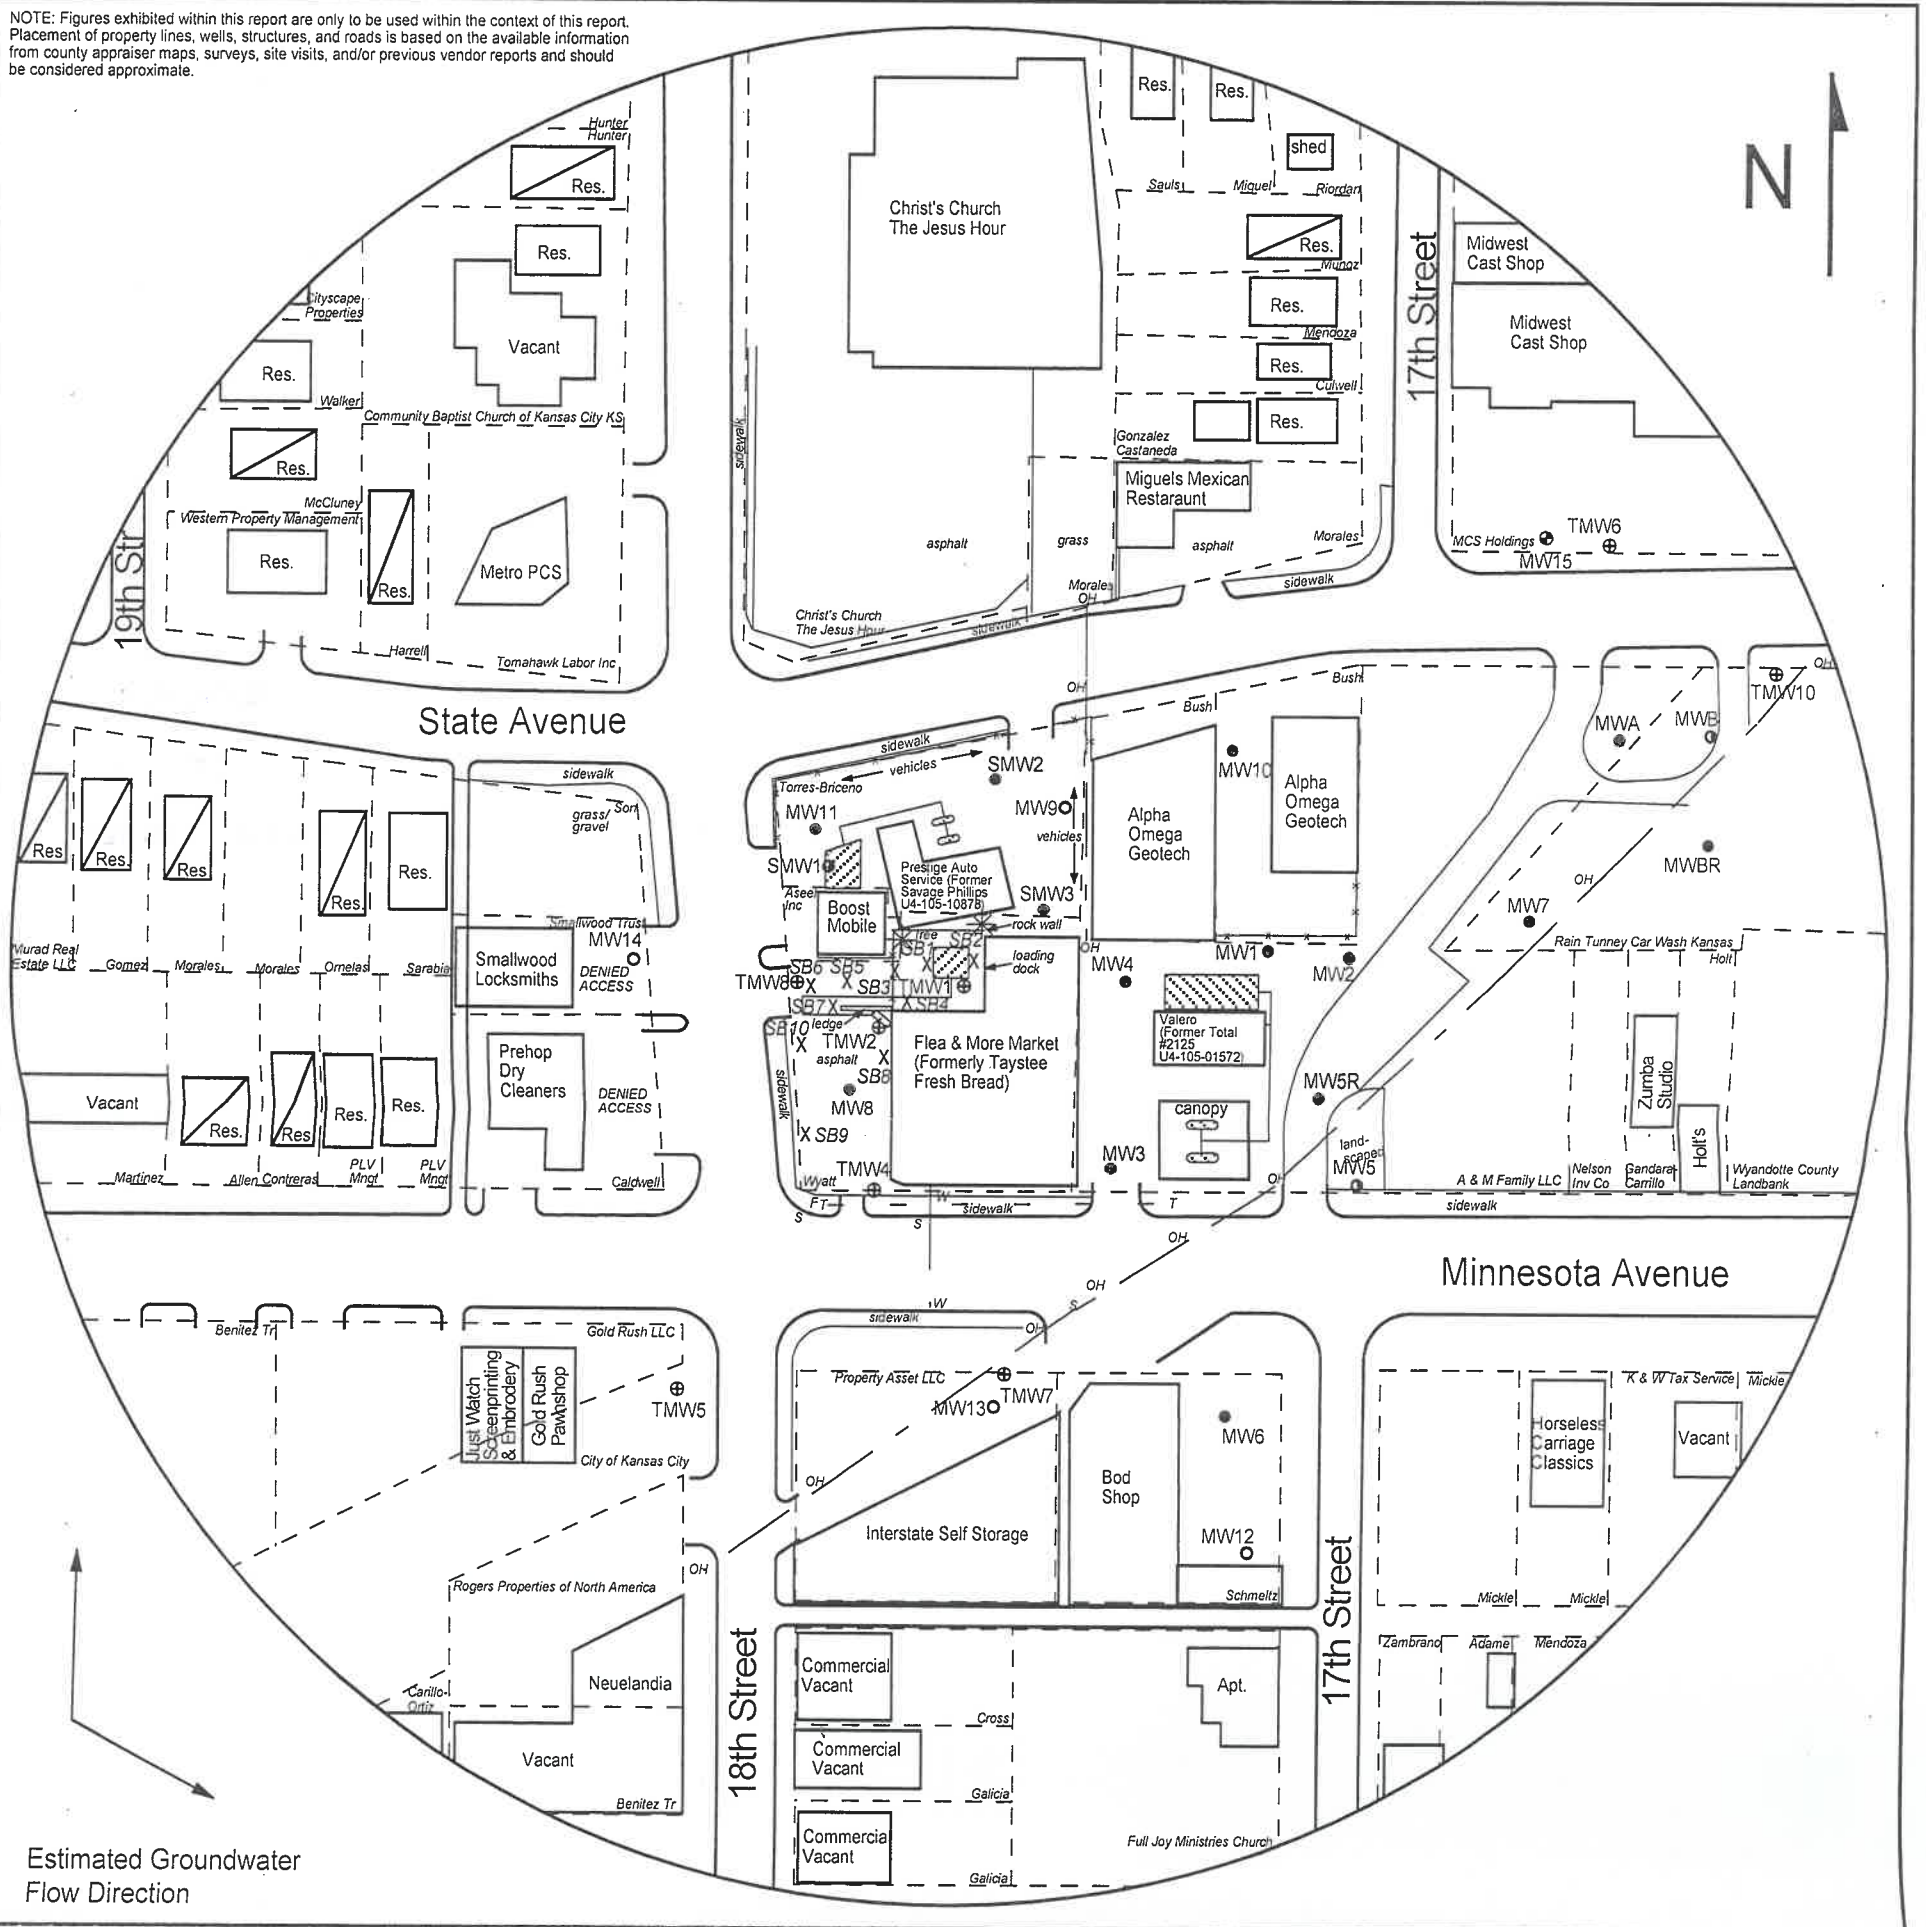 NOTE: Figures exhibited within this report are only to be used within the context of this report.
Placement of property lines, wells, structures, and roads is based on the available information
from county appraiser maps, surveys, site visits, and/or previous vendor reports and should
be considered approximate.
N
Hunter
Hunter
Res.
Res.
Vacant
Cityscape
Properties
Res.
Walker
Community Baptist Church of Kansas City KS
Res.
McCluney
Western Property Management
Res.
Res.
Metro PCS
19th Str
Harrell
Tomahawk Labor Inc
Christ's Church
The Jesus Hour
sidewalk
asphalt
grass
Christ's Church
The Jesus Hour
sidewalk
Res.
Res.
shed
Sauls
Miquel
Riordan
Res.
Munoz
Res.
Mendoza
Res.
Culwell
Res.
Gonzalez
Castaneda
Miguels Mexican
Restaraunt
asphalt
Morales
Morales
OH
sidewalk
17th Street
Midwest
Cast Shop
Midwest
Cast Shop
MCS Holdings
TMW6
MW15
State Avenue
Res
Res.
Res
Res.
Res.
Murad Real
Estate LLC
Gomez
Morales
Morales
Ornelas
Sarabia
Vacant
Res.
Res
Res.
Res.
Martinez
Allen
Contreras
PLV
Mngt
PLV
Mngt
sidewalk
Son
grass/
gravel
Smallwood Trust
MW14
Smallwood
Locksmiths
DENIED
ACCESS
Prehop
Dry
Cleaners
DENIED
ACCESS
Caldwell
OH
sidewalk
vehicles
Torres-Briceno
SMW2
MW11
MW9
vehicles
SMW1
Prestige Auto
Service (Former
Savage Phillips
U4-105-10878)
Aseel
Inc
Boost
Mobile
SMW3
rock wall
Tree
SB1
SB2
loading
dock
SB6
SB5
TMW8
SB3
TMW1
SB7
SB4
SB10
ledge
TMW2
asphalt
SB8
MW8
SB9
Flea & More Market
(Formerly Taystee
Fresh Bread)
sidewalk
TMW4
Wyatt
FT
S
S
W
sidewalk
Bush
Bush
MW10
Alpha
Omega
Geotech
Alpha
Omega
Geotech
OH
MW4
MW1
MW2
Valero
(Former Total
#2125
U4-105-01572)
canopy
MW3
T
OH
MW5R
land-
scaped
MW5
OH
TMW10
MWA
MWB
MWBR
OH
MW7
Rain Tunney Car Wash Kansas
Holt
Zumba
Studio
Holt's
A & M Family LLC
Nelson
Inv Co
Gandara
Carrillo
Wyandotte County
Landbank
sidewalk
OH
OH
Minnesota Avenue
W
S
Benitez Tr
Gold Rush LLC
Just Watch
Screenprinting
& Embrodery
Gold Rush
Pawnshop
TMW5
City of Kansas City
OH
Rogers Properties of North America
Carillo-
Ortiz
Neuelandia
Vacant
Benitez Tr
18th Street
sidewalk
OH
Property Asset LLC
TMW7
MW13
OH
Interstate Self Storage
Bod
Shop
MW6
MW12
Schmeltz
17th Street
Commercial
Vacant
Cross
Commercial
Vacant
Galicia
Commercial
Vacant
Galicia
Apt.
Full Joy Ministries Church
K & W Tax Service
Mickle
Horseless
Carriage
Classics
Vacant
Mickle
Mickle
Zambrano
Adame
Mendoza
Estimated Groundwater
Flow Direction